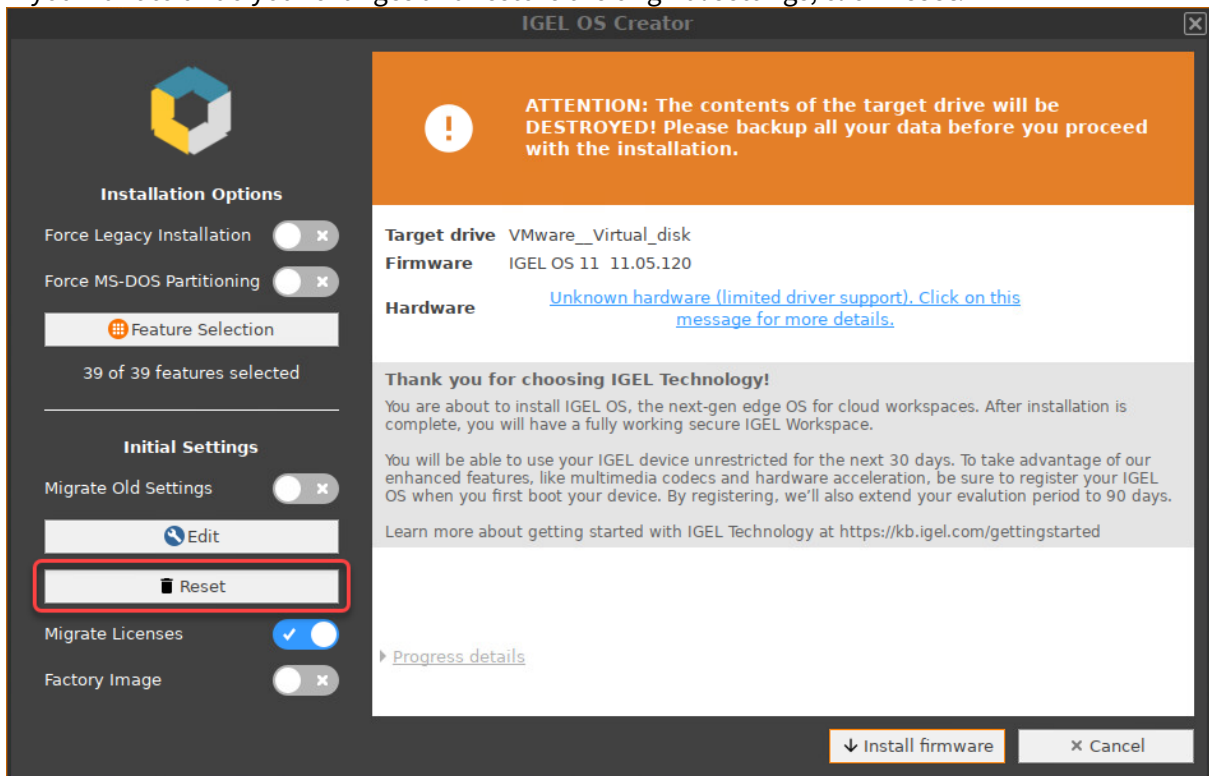 IGEL OS Creator
ATTENTION: The contents of the target drive will be
DESTROYED! Please backup all your data before you proceed
with the installation.
Installation Options
Force Legacy Installation
Force MS-DOS Partitioning
Feature Selection
39 of 39 features selected
Initial Settings
Migrate Old Settings
Edit
Reset
Migrate Licenses
Factory Image
Target drive VMware__Virtual_disk
Firmware IGEL OS 11 11.05.120
Hardware Unknown hardware (limited driver support). Click on this
message for more details.
Thank you for choosing IGEL Technology!
You are about to install IGEL OS, the next-gen edge OS for cloud workspaces. After installation is
complete, you will have a fully working secure IGEL Workspace.
You will be able to use your IGEL device unrestricted for the next 30 days. To take advantage of our
enhanced features, like multimedia codecs and hardware acceleration, be sure to register your IGEL
OS when you first boot your device. By registering, we'll also extend your evalution period to 90 days.
Learn more about getting started with IGEL Technology at https://kb.igel.com/gettingstarted
Progress details
Install firmware
Cancel